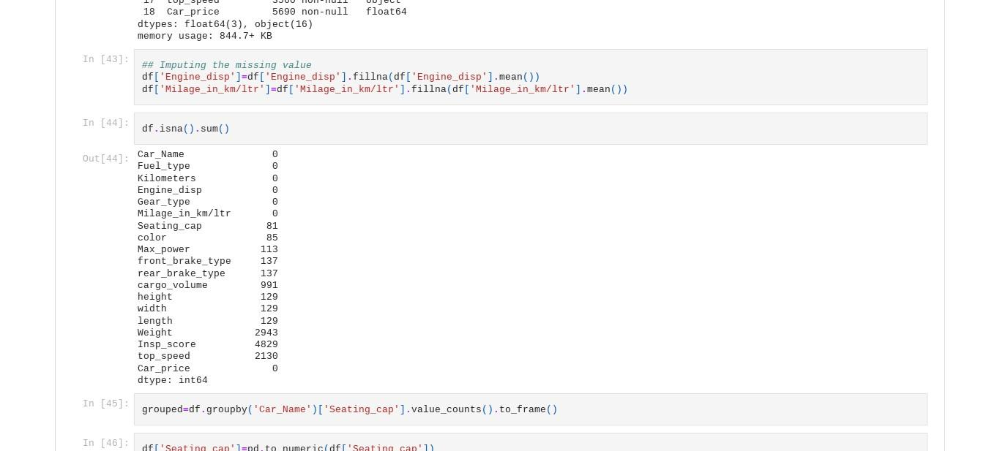 17  top_speed         3560 non-null   object
18  Car_price         5690 non-null   float64
dtypes: float64(3), object(16)
memory usage: 844.7+ KB
In [43]:
## Imputing the missing value
df['Engine_disp']=df['Engine_disp'].fillna(df['Engine_disp'].mean())
df['Milage_in_km/ltr']=df['Milage_in_km/ltr'].fillna(df['Milage_in_km/ltr'].mean())
In [44]:
df.isna().sum()
Out[44]:
Car_Name               0
Fuel_type              0
Kilometers             0
Engine_disp            0
Gear_type              0
Milage_in_km/ltr       0
Seating_cap           81
color                 85
Max_power            113
front_brake_type     137
rear_brake_type      137
cargo_volume         991
height               129
width                129
length               129
Weight              2943
Insp_score          4829
top_speed           2130
Car_price              0
dtype: int64
In [45]:
grouped=df.groupby('Car_Name')['Seating_cap'].value_counts().to_frame()
In [46]:
df['Seating_cap']=pd.to_numeric(df['Seating_cap'])